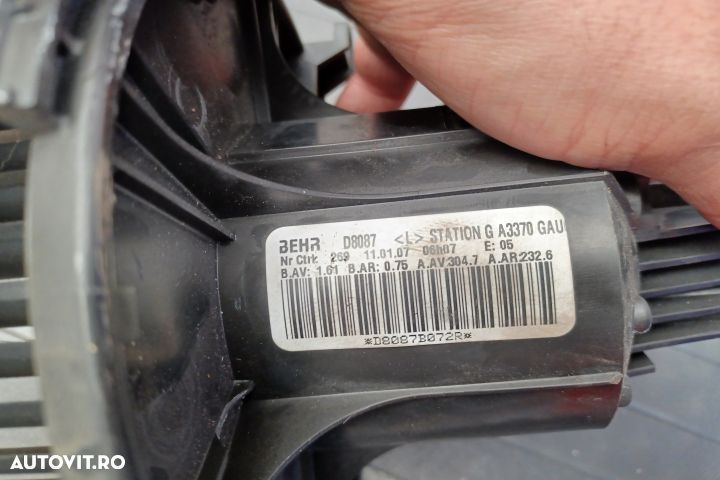 BEHR D8087 <L> STATION G A3370 GAU
Nr Ctrl: 269 11.01.07 06h07 E: 05
B.AV: 1.61 B.AR: 0.75 A.AV304.7 A.AR232.6
*D8087B072R*
AUTOVIT.RO